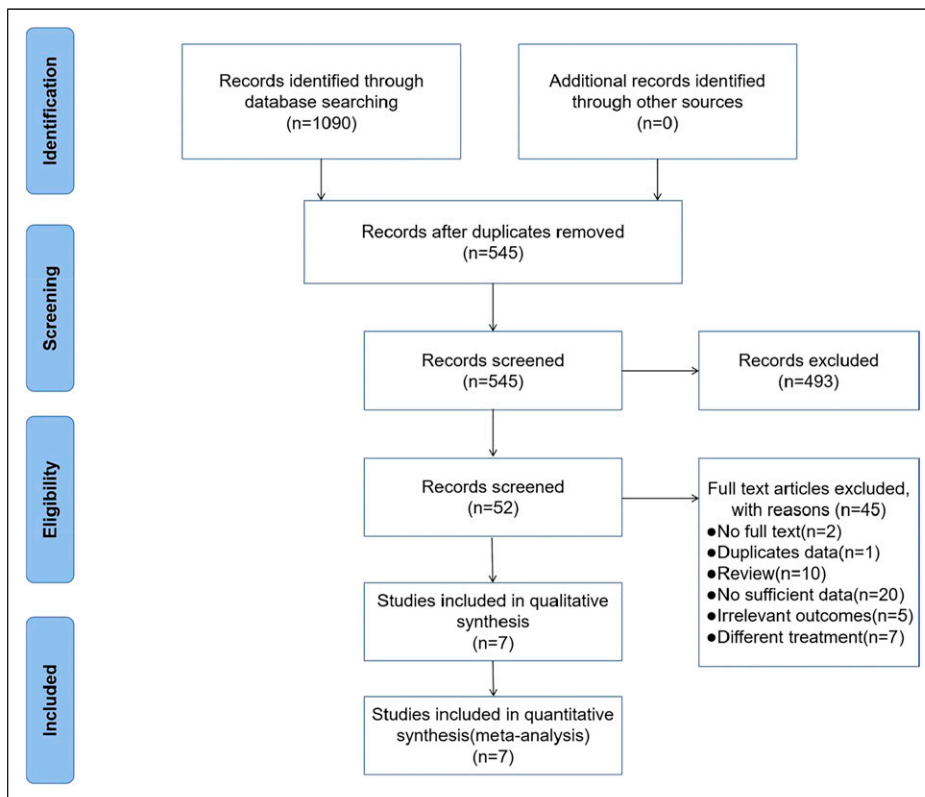 Identification
Records identified through
database searching
(n=1090)
Additional records identified
through other sources
(n=0)
Records after duplicates removed
(n=545)
Screening
Records screened
(n=545)
Records excluded
(n=493)
Eligibility
Records screened
(n=52)
Full text articles excluded,
with reasons (n=45)
●No full text(n=2)
●Duplicates data(n=1)
●Review(n=10)
●No sufficient data(n=20)
●Irrelevant outcomes(n=5)
●Different treatment(n=7)
Studies included in qualitative
synthesis
(n=7)
Included
Studies included in quantitative
synthesis(meta-analysis)
(n=7)